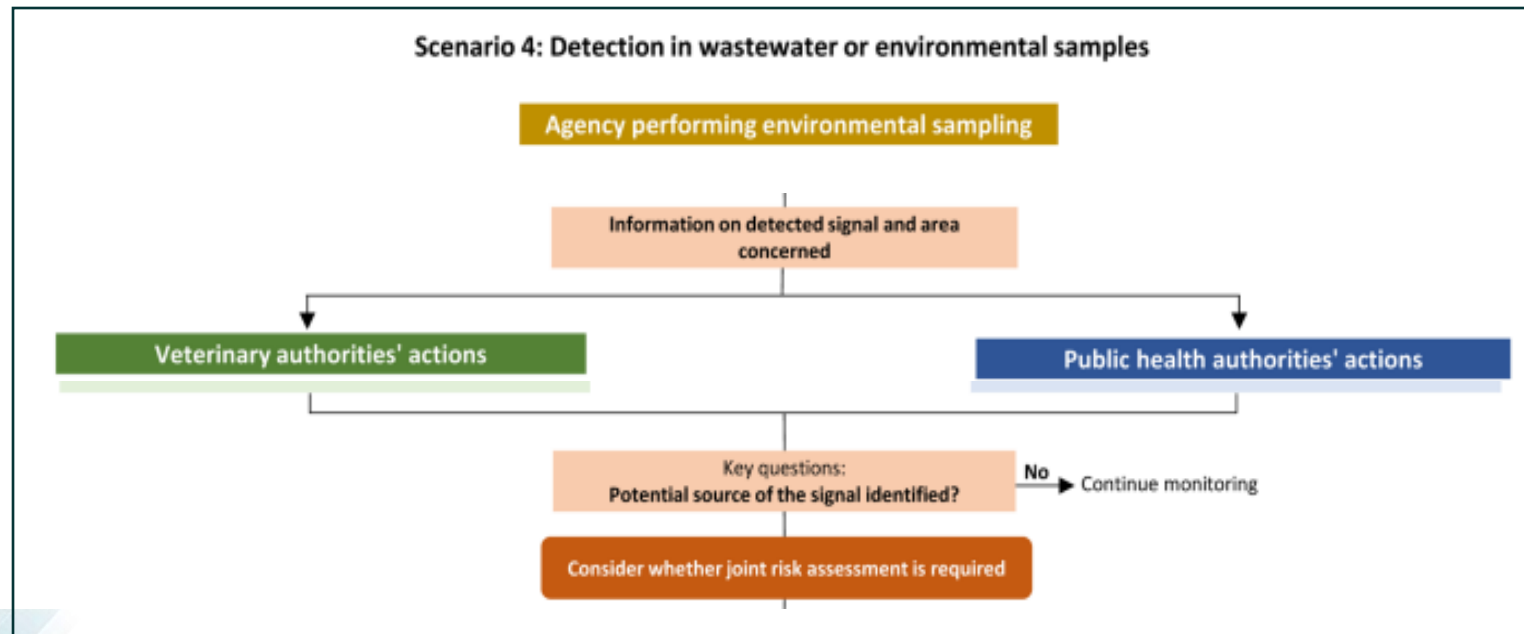 Scenario 4: Detection in wastewater or environmental samples
Agency performing environmental sampling
Information on detected signal and area
concerned
Veterinary authorities' actions
Public health authorities' actions
Key questions:
Potential source of the signal identified?
No
Continue monitoring
Consider whether joint risk assessment is required